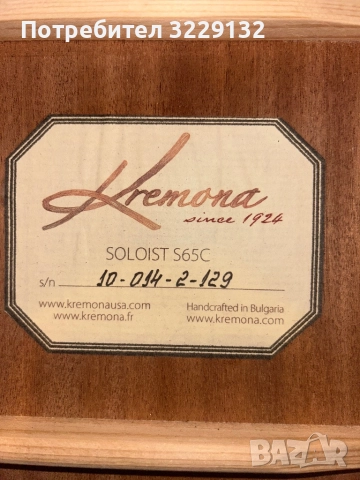 Потребител 3229132
Kremona
since 1924
SOLOIST S65C
s/n 10-014-2-129
www.kremonausa.com Handcrafted in Bulgaria
www.kremona.fr www.kremona.com
BAZAR